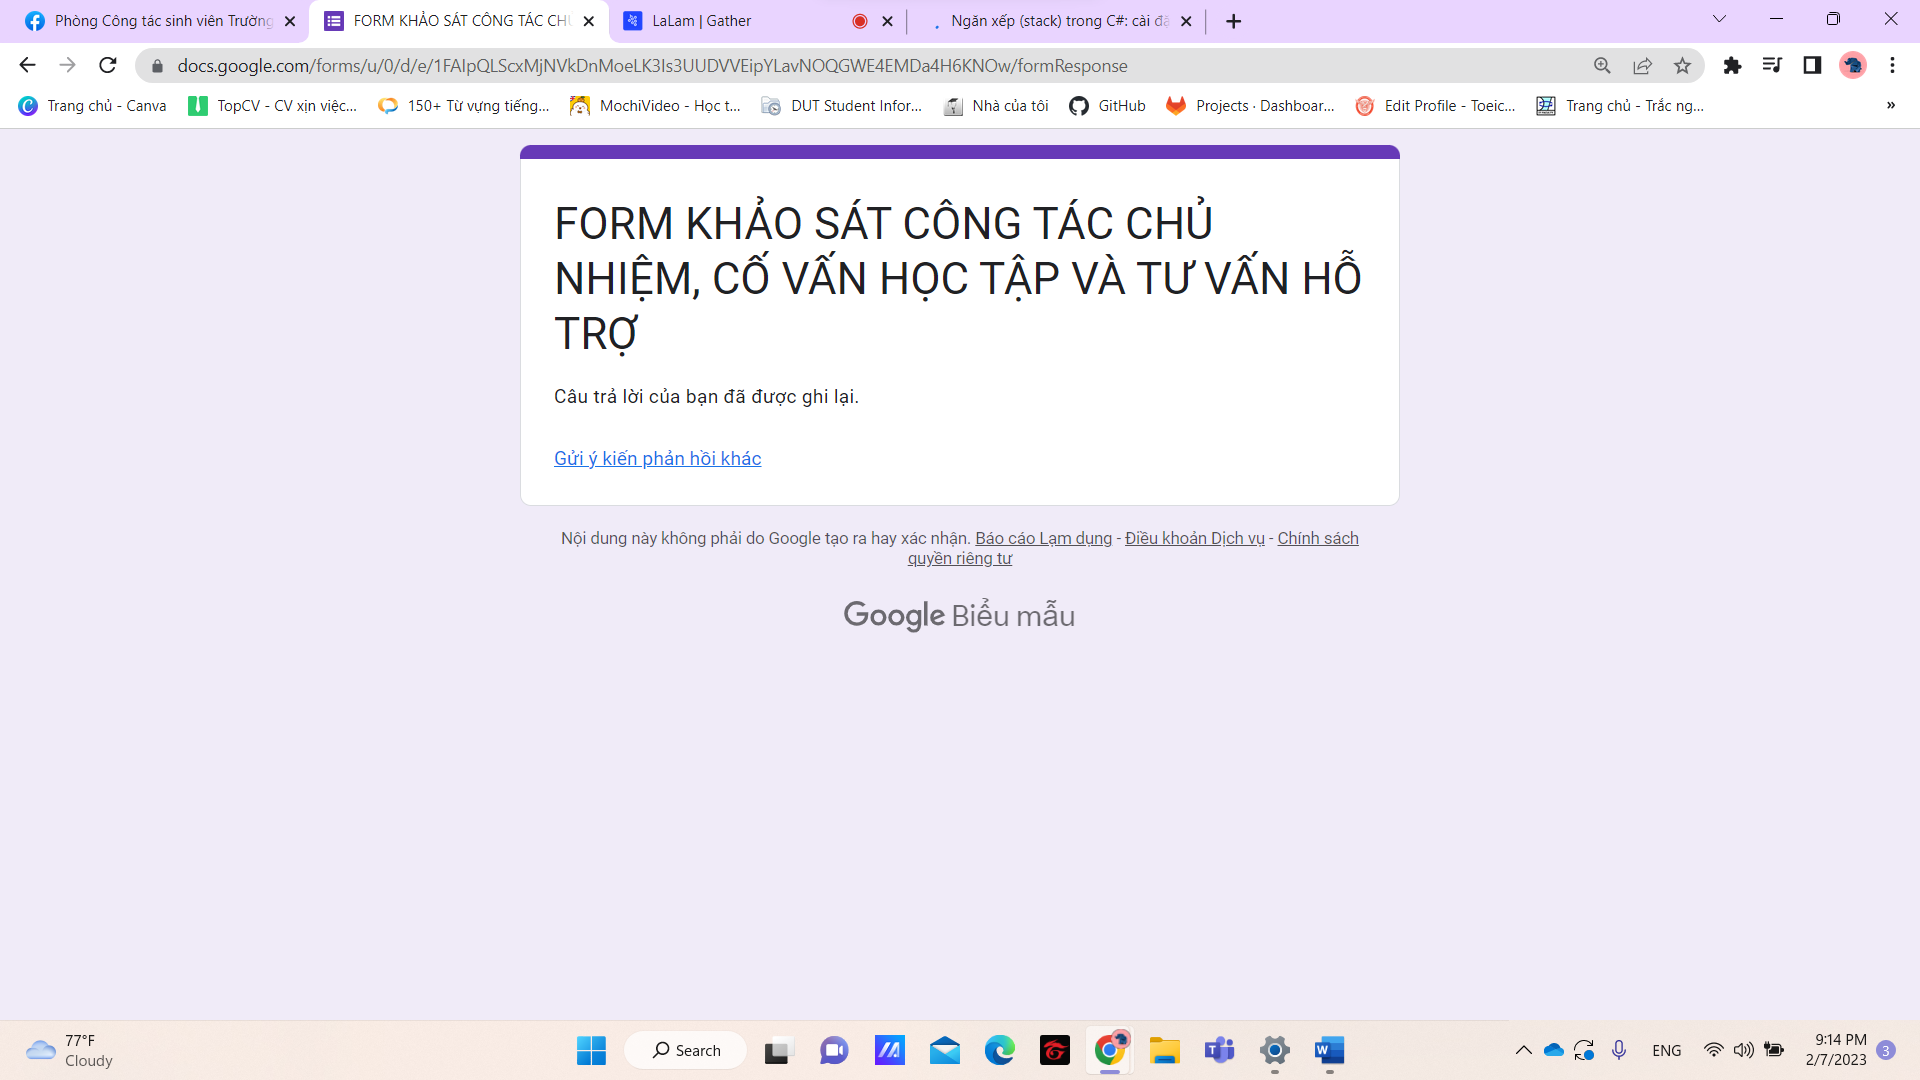 Phòng Công tác sinh viên Trường
FORM KHẢO SÁT CÔNG TÁC CHỦ
LaLam | Gather
Ngăn xếp (stack) trong C#: cài đặ
docs.google.com/forms/u/0/d/e/1FAIpQLScxMjNVkDnMoeLK3Is3UUDVVEipYLavNOQGWE4EMDa4H6KNOw/formResponse
Trang chủ - Canva
TopCV - CV xịn việc...
150+ Từ vựng tiếng...
MochiVideo - Học t...
DUT Student Infor...
Nhà của tôi
GitHub
Projects · Dashboar...
Edit Profile - Toeic...
Trang chủ - Trắc ng...
»
FORM KHẢO SÁT CÔNG TÁC CHỦ
NHIỆM, CỐ VẤN HỌC TẬP VÀ TƯ VẤN HỖ
TRỢ
Câu trả lời của bạn đã được ghi lại.
Gửi ý kiến phản hồi khác
Nội dung này không phải do Google tạo ra hay xác nhận. Báo cáo Lạm dụng - Điều khoản Dịch vụ - Chính sách
quyền riêng tư
Google Biểu mẫu
77°F
Cloudy
Search
ENG
9:14 PM
2/7/2023
3